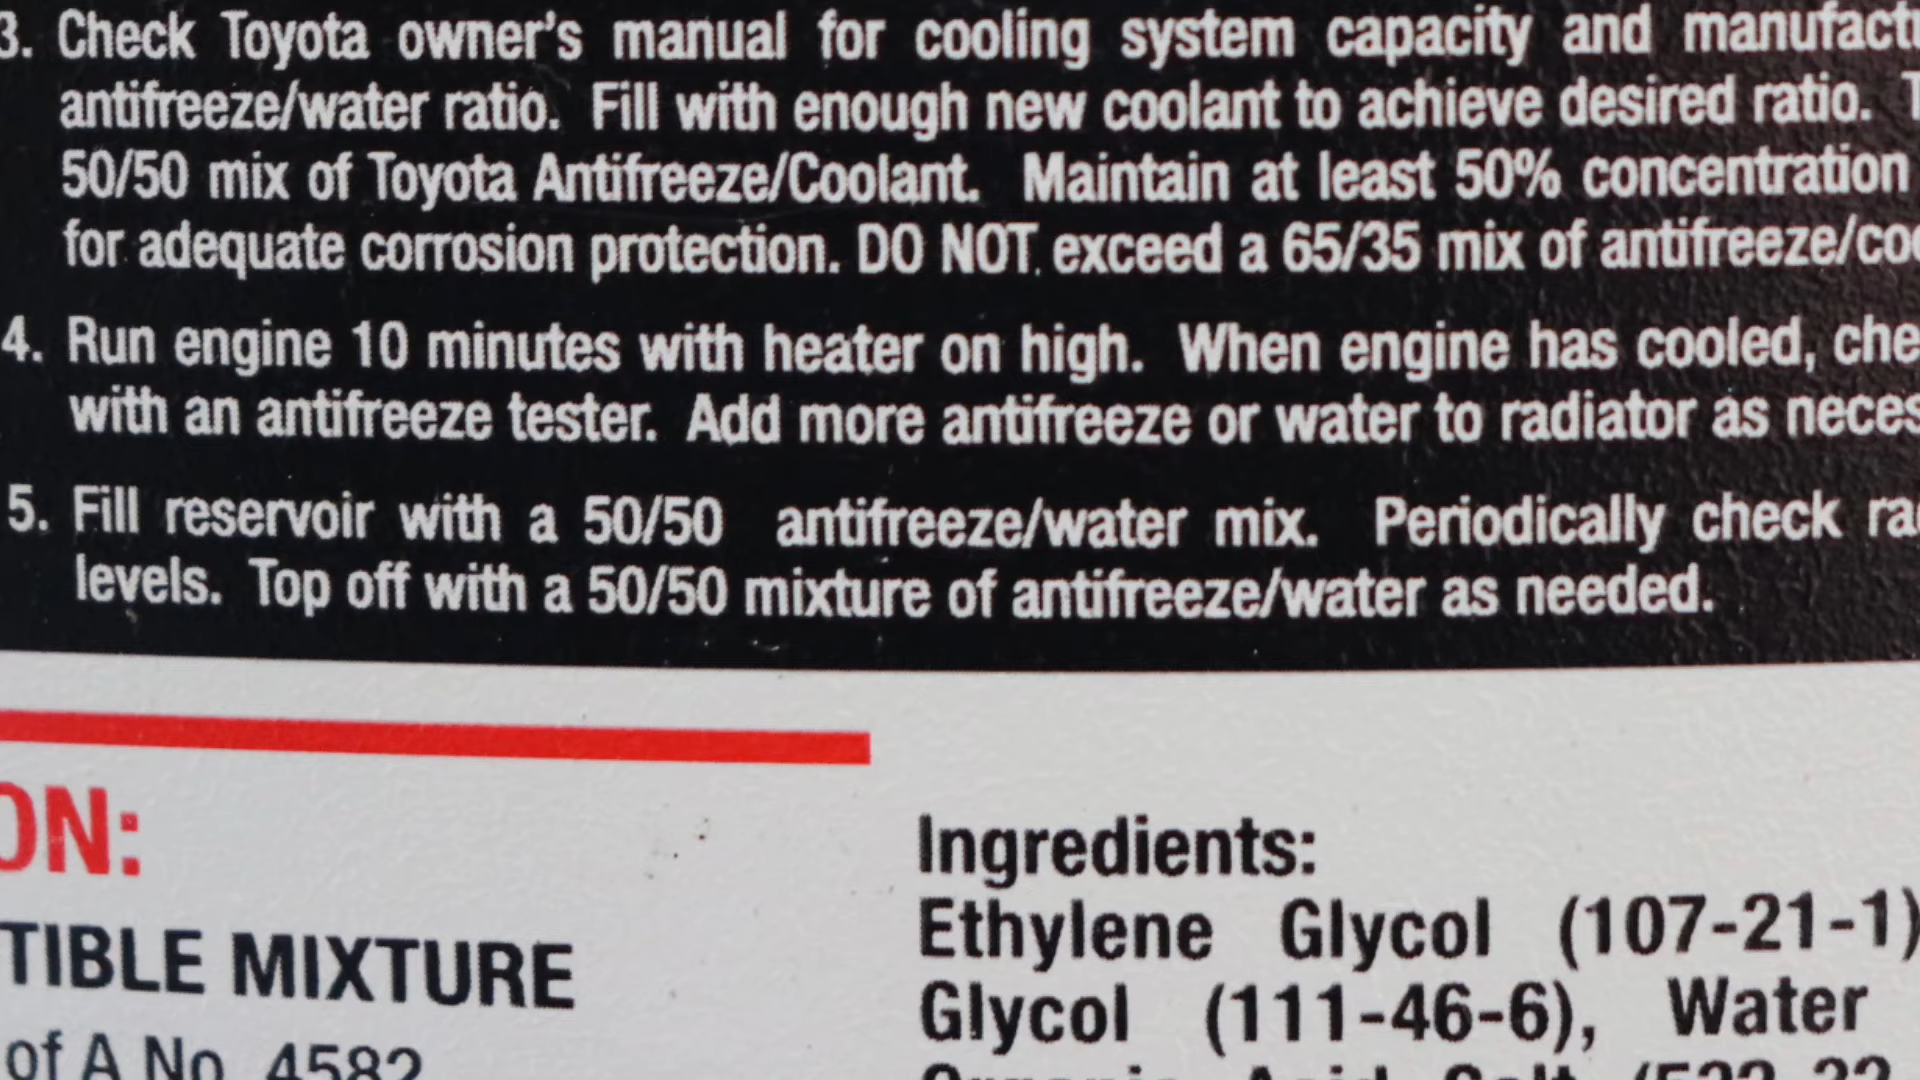 3. Check Toyota owner's manual for cooling system capacity and
antifreeze/water ratio. Fill with enough new coolant to achieve desired ratio.
50/50 mix of Toyota Antifreeze/Coolant. Maintain at least 50% concentration
for adequate corrosion protection. DO NOT exceed a 65/35 mix of
4. Run engine 10 minutes with heater on high. When engine has cooled,
with an antifreeze tester. Add more antifreeze or water to radiator as
5. Fill reservoir with a 50/50 antifreeze/water mix. Periodically check
levels. Top off with a 50/50 mixture of antifreeze/water as needed.
ON:
TIBLE MIXTURE
of A No. 4582
Ingredients:
Ethylene Glycol (107-21-1)
Glycol (111-46-6), Water